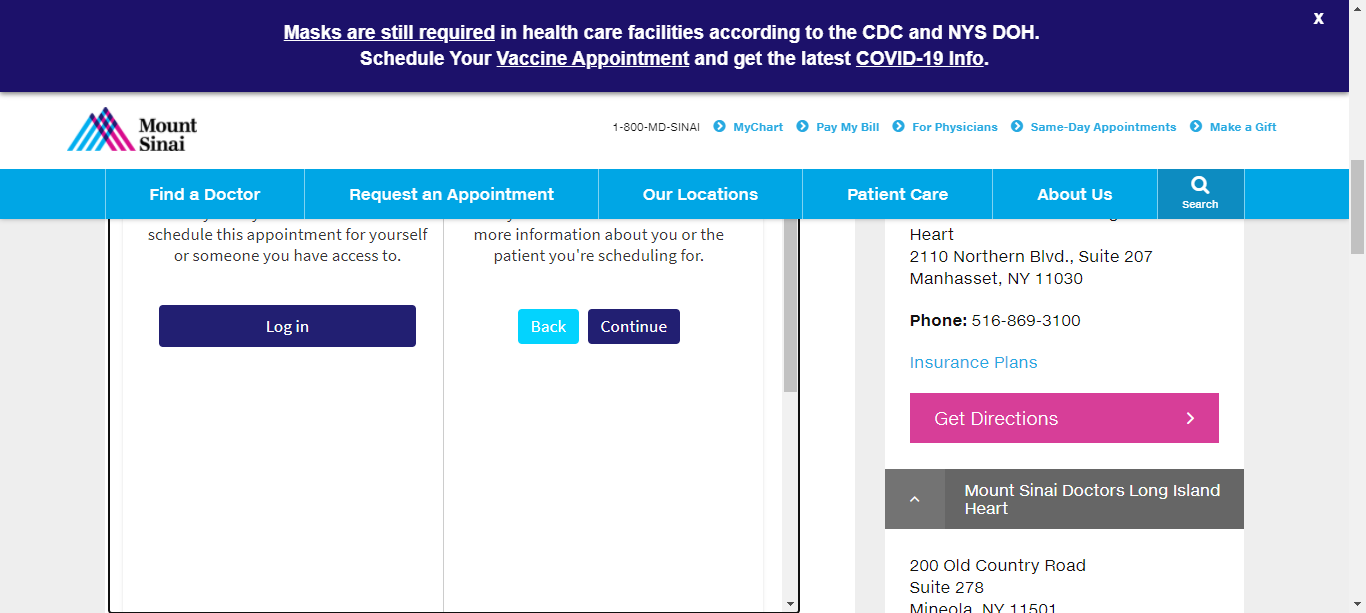 Masks are still required in health care facilities according to the CDC and NYS DOH.
Schedule Your Vaccine Appointment and get the latest COVID-19 Info.
X
Mount
Sinai
1-800-MD-SINAI MyChart Pay My Bill For Physicians Same-Day Appointments Make a Gift
Find a Doctor Request an Appointment Our Locations Patient Care About Us Search
schedule this appointment for yourself
or someone you have access to.
Log in
more information about you or the
patient you're scheduling for.
Back Continue
Heart
2110 Northern Blvd., Suite 207
Manhasset, NY 11030
Phone: 516-869-3100
Insurance Plans
Get Directions
Mount Sinai Doctors Long Island
Heart
200 Old Country Road
Suite 278
Mineola, NY 11501